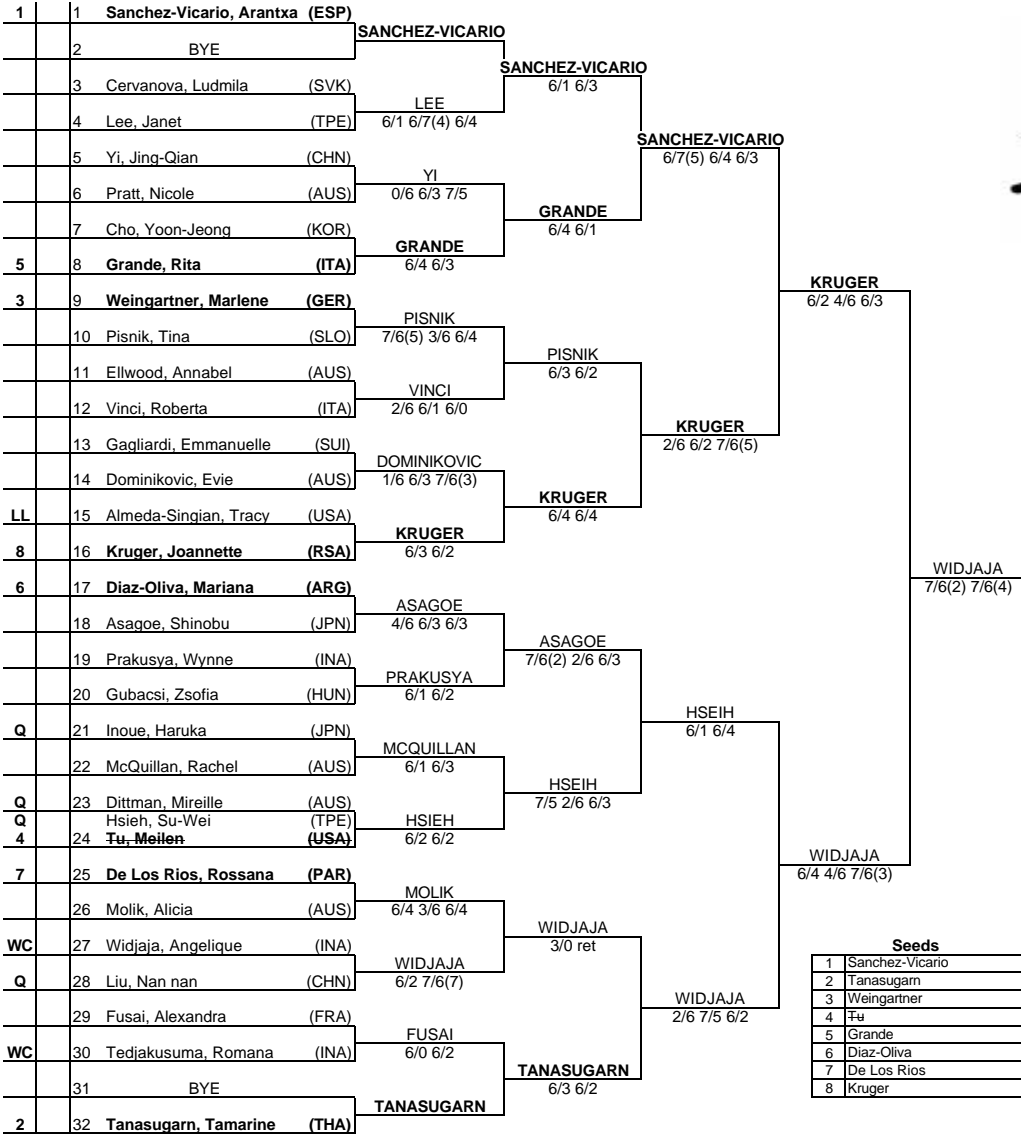 1 1 Sanchez-Vicario, Arantxa (ESP)
SANCHEZ-VICARIO
2 BYE
SANCHEZ-VICARIO
6/1 6/3
3 Cervanova, Ludmila (SVK)
LEE
6/1 6/7(4) 6/4
4 Lee, Janet (TPE)
SANCHEZ-VICARIO
6/7(5) 6/4 6/3
5 Yi, Jing-Qian (CHN)
YI
0/6 6/3 7/5
6 Pratt, Nicole (AUS)
GRANDE
6/4 6/1
7 Cho, Yoon-Jeong (KOR)
GRANDE
6/4 6/3
5 8 Grande, Rita (ITA)
KRUGER
6/2 4/6 6/3
3 9 Weingartner, Marlene (GER)
PISNIK
7/6(5) 3/6 6/4
10 Pisnik, Tina (SLO)
PISNIK
6/3 6/2
11 Ellwood, Annabel (AUS)
VINCI
2/6 6/1 6/0
12 Vinci, Roberta (ITA)
KRUGER
2/6 6/2 7/6(5)
13 Gagliardi, Emmanuelle (SUI)
DOMINIKOVIC
1/6 6/3 7/6(3)
14 Dominikovic, Evie (AUS)
KRUGER
6/4 6/4
LL 15 Almeda-Singian, Tracy (USA)
KRUGER
6/3 6/2
8 16 Kruger, Joannette (RSA)
WIDJAJA
7/6(2) 7/6(4)
6 17 Diaz-Oliva, Mariana (ARG)
ASAGOE
4/6 6/3 6/3
18 Asagoe, Shinobu (JPN)
ASAGOE
7/6(2) 2/6 6/3
19 Prakusya, Wynne (INA)
PRAKUSYA
6/1 6/2
20 Gubacsi, Zsofia (HUN)
HSEIH
6/1 6/4
Q 21 Inoue, Haruka (JPN)
MCQUILLAN
6/1 6/3
22 McQuillan, Rachel (AUS)
HSEIH
7/5 2/6 6/3
Q 23 Dittman, Mireille (AUS)
Q Hsieh, Su-Wei (TPE)
HSIEH
6/2 6/2
4 24 Tu, Meilen (USA)
WIDJAJA
6/4 4/6 7/6(3)
7 25 De Los Rios, Rossana (PAR)
MOLIK
6/4 3/6 6/4
26 Molik, Alicia (AUS)
WIDJAJA
3/0 ret
WC 27 Widjaja, Angelique (INA)
WIDJAJA
6/2 7/6(7)
Q 28 Liu, Nan nan (CHN)
WIDJAJA
2/6 7/5 6/2
29 Fusai, Alexandra (FRA)
FUSAI
6/0 6/2
WC 30 Tedjakusuma, Romana (INA)
TANASUGARN
6/3 6/2
31 BYE
TANASUGARN
2 32 Tanasugarn, Tamarine (THA)
Seeds
1 Sanchez-Vicario
2 Tanasugarn
3 Weingartner
4 Tu
5 Grande
6 Diaz-Oliva
7 De Los Rios
8 Kruger